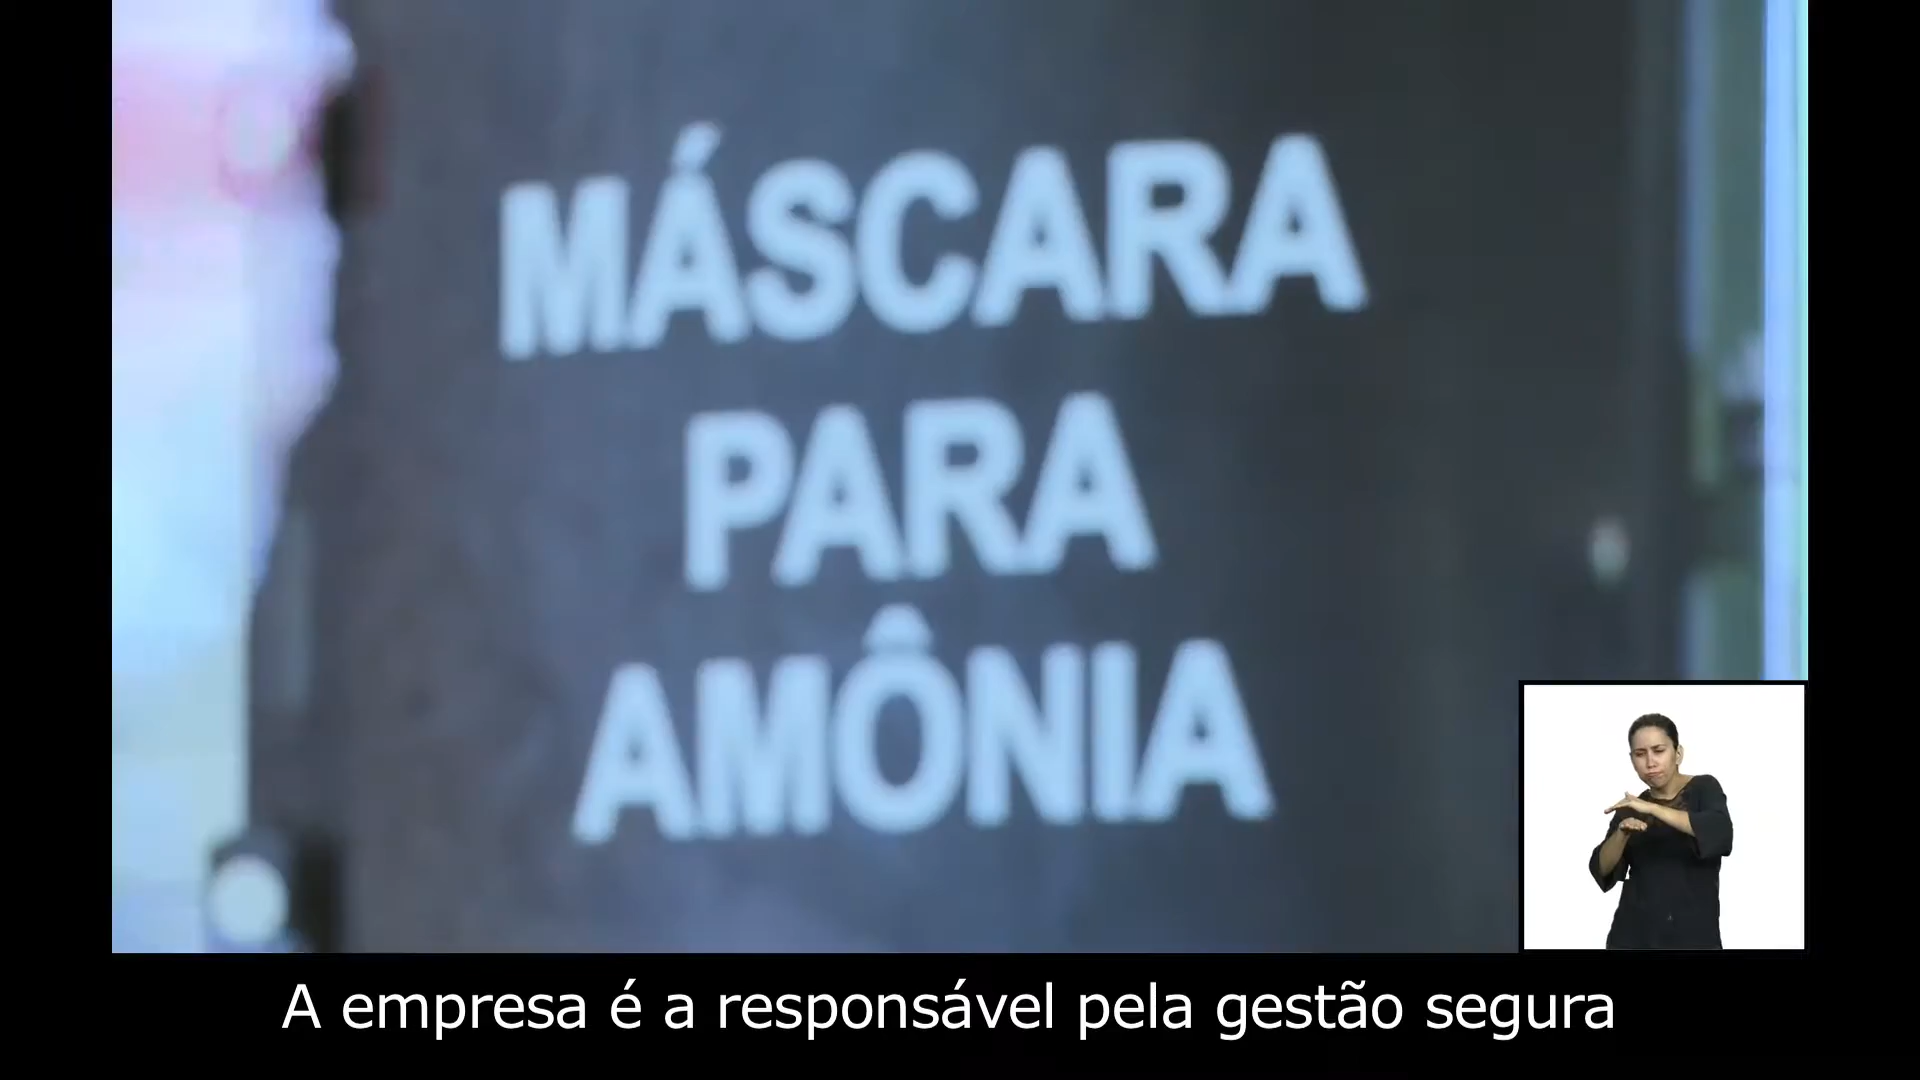 MÁSCARA
PARA
AMÔNIA
A empresa é a responsável pela gestão segura